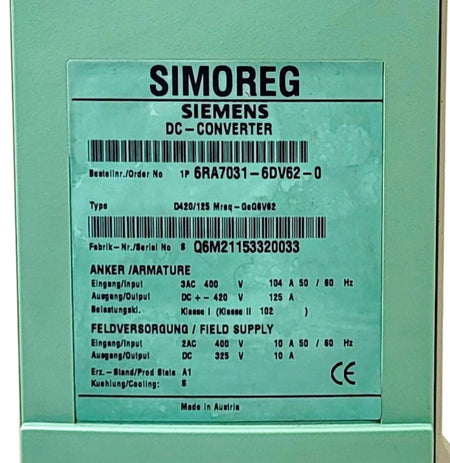 SIMOREG
SIEMENS
DC-CONVERTER
Bestellnr./Order No 1P 6RA7031-6DV62-0
Type D420/125 Mreq-GeG6V62
Fabrik-Nr./Serial No S Q6M21153320033
ANKER /ARMATURE
Eingang/Input 3AC 400 V 104 A 50 / 60 Hz
Ausgang/Output DC +- 420 V 125 A
Belastungskl. Klasse I (Klasse II 102 )
FELDVERSORGUNG / FIELD SUPPLY
Eingang/Input 2AC 400 V 10 A 50 / 60 Hz
Ausgang/Output DC 325 V 10 A
Erz.-Stand/Prod State A1
Kuehlung/Cooling: S
CE
Made in Austria